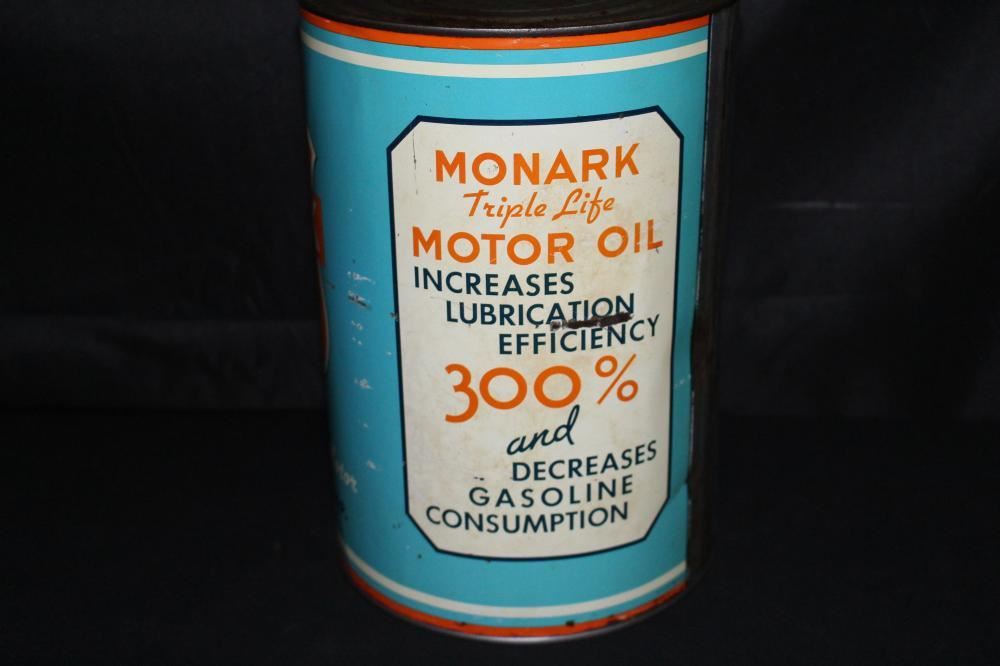 MONARK
Triple Life
MOTOR OIL
INCREASES
LUBRICATION
EFFICIENCY
300%
and
DECREASES
GASOLINE
CONSUMPTION